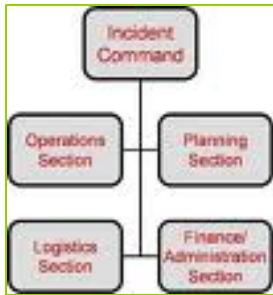 Incident
Command
Operations
Section
Planning
Section
Logistics
Section
Finance/
Administration
Section